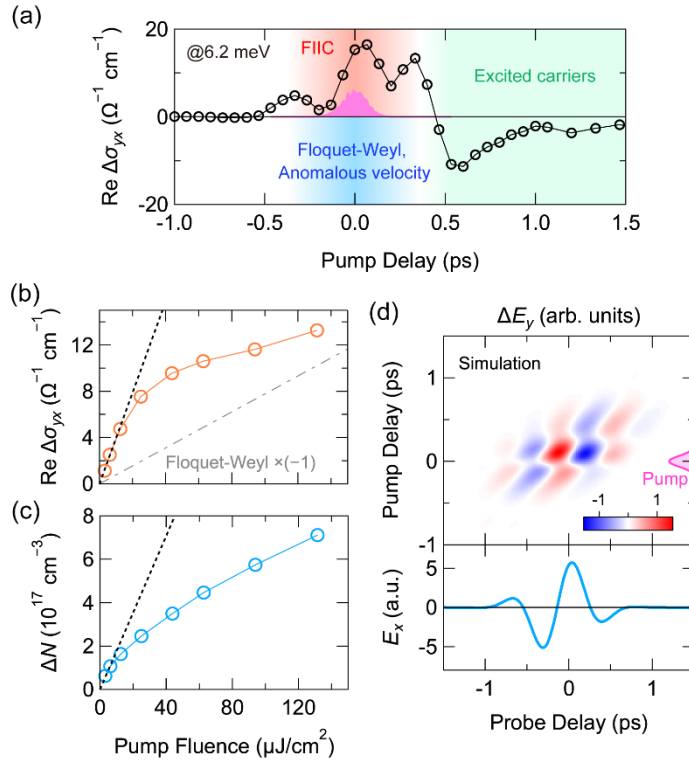 (a)
20
0
-20
Re Δσyx (Ω⁻¹ cm⁻¹)
@6.2 meV
FIIC
Excited carriers
Floquet-Weyl,
Anomalous velocity
-1.0
-0.5
0.0
0.5
1.0
1.5
Pump Delay (ps)
(b)
12
8
4
0
Re Δσyx (Ω⁻¹ cm⁻¹)
Floquet-Weyl ×(−1)
(c)
8
6
4
2
0
ΔN (10¹⁷ cm⁻³)
0
40
80
120
Pump Fluence (μJ/cm²)
(d)
ΔEy (arb. units)
Simulation
1
0
-1
Pump Delay (ps)
Pump
-1
1
5
0
-5
Ex (a.u.)
-1
0
1
Probe Delay (ps)